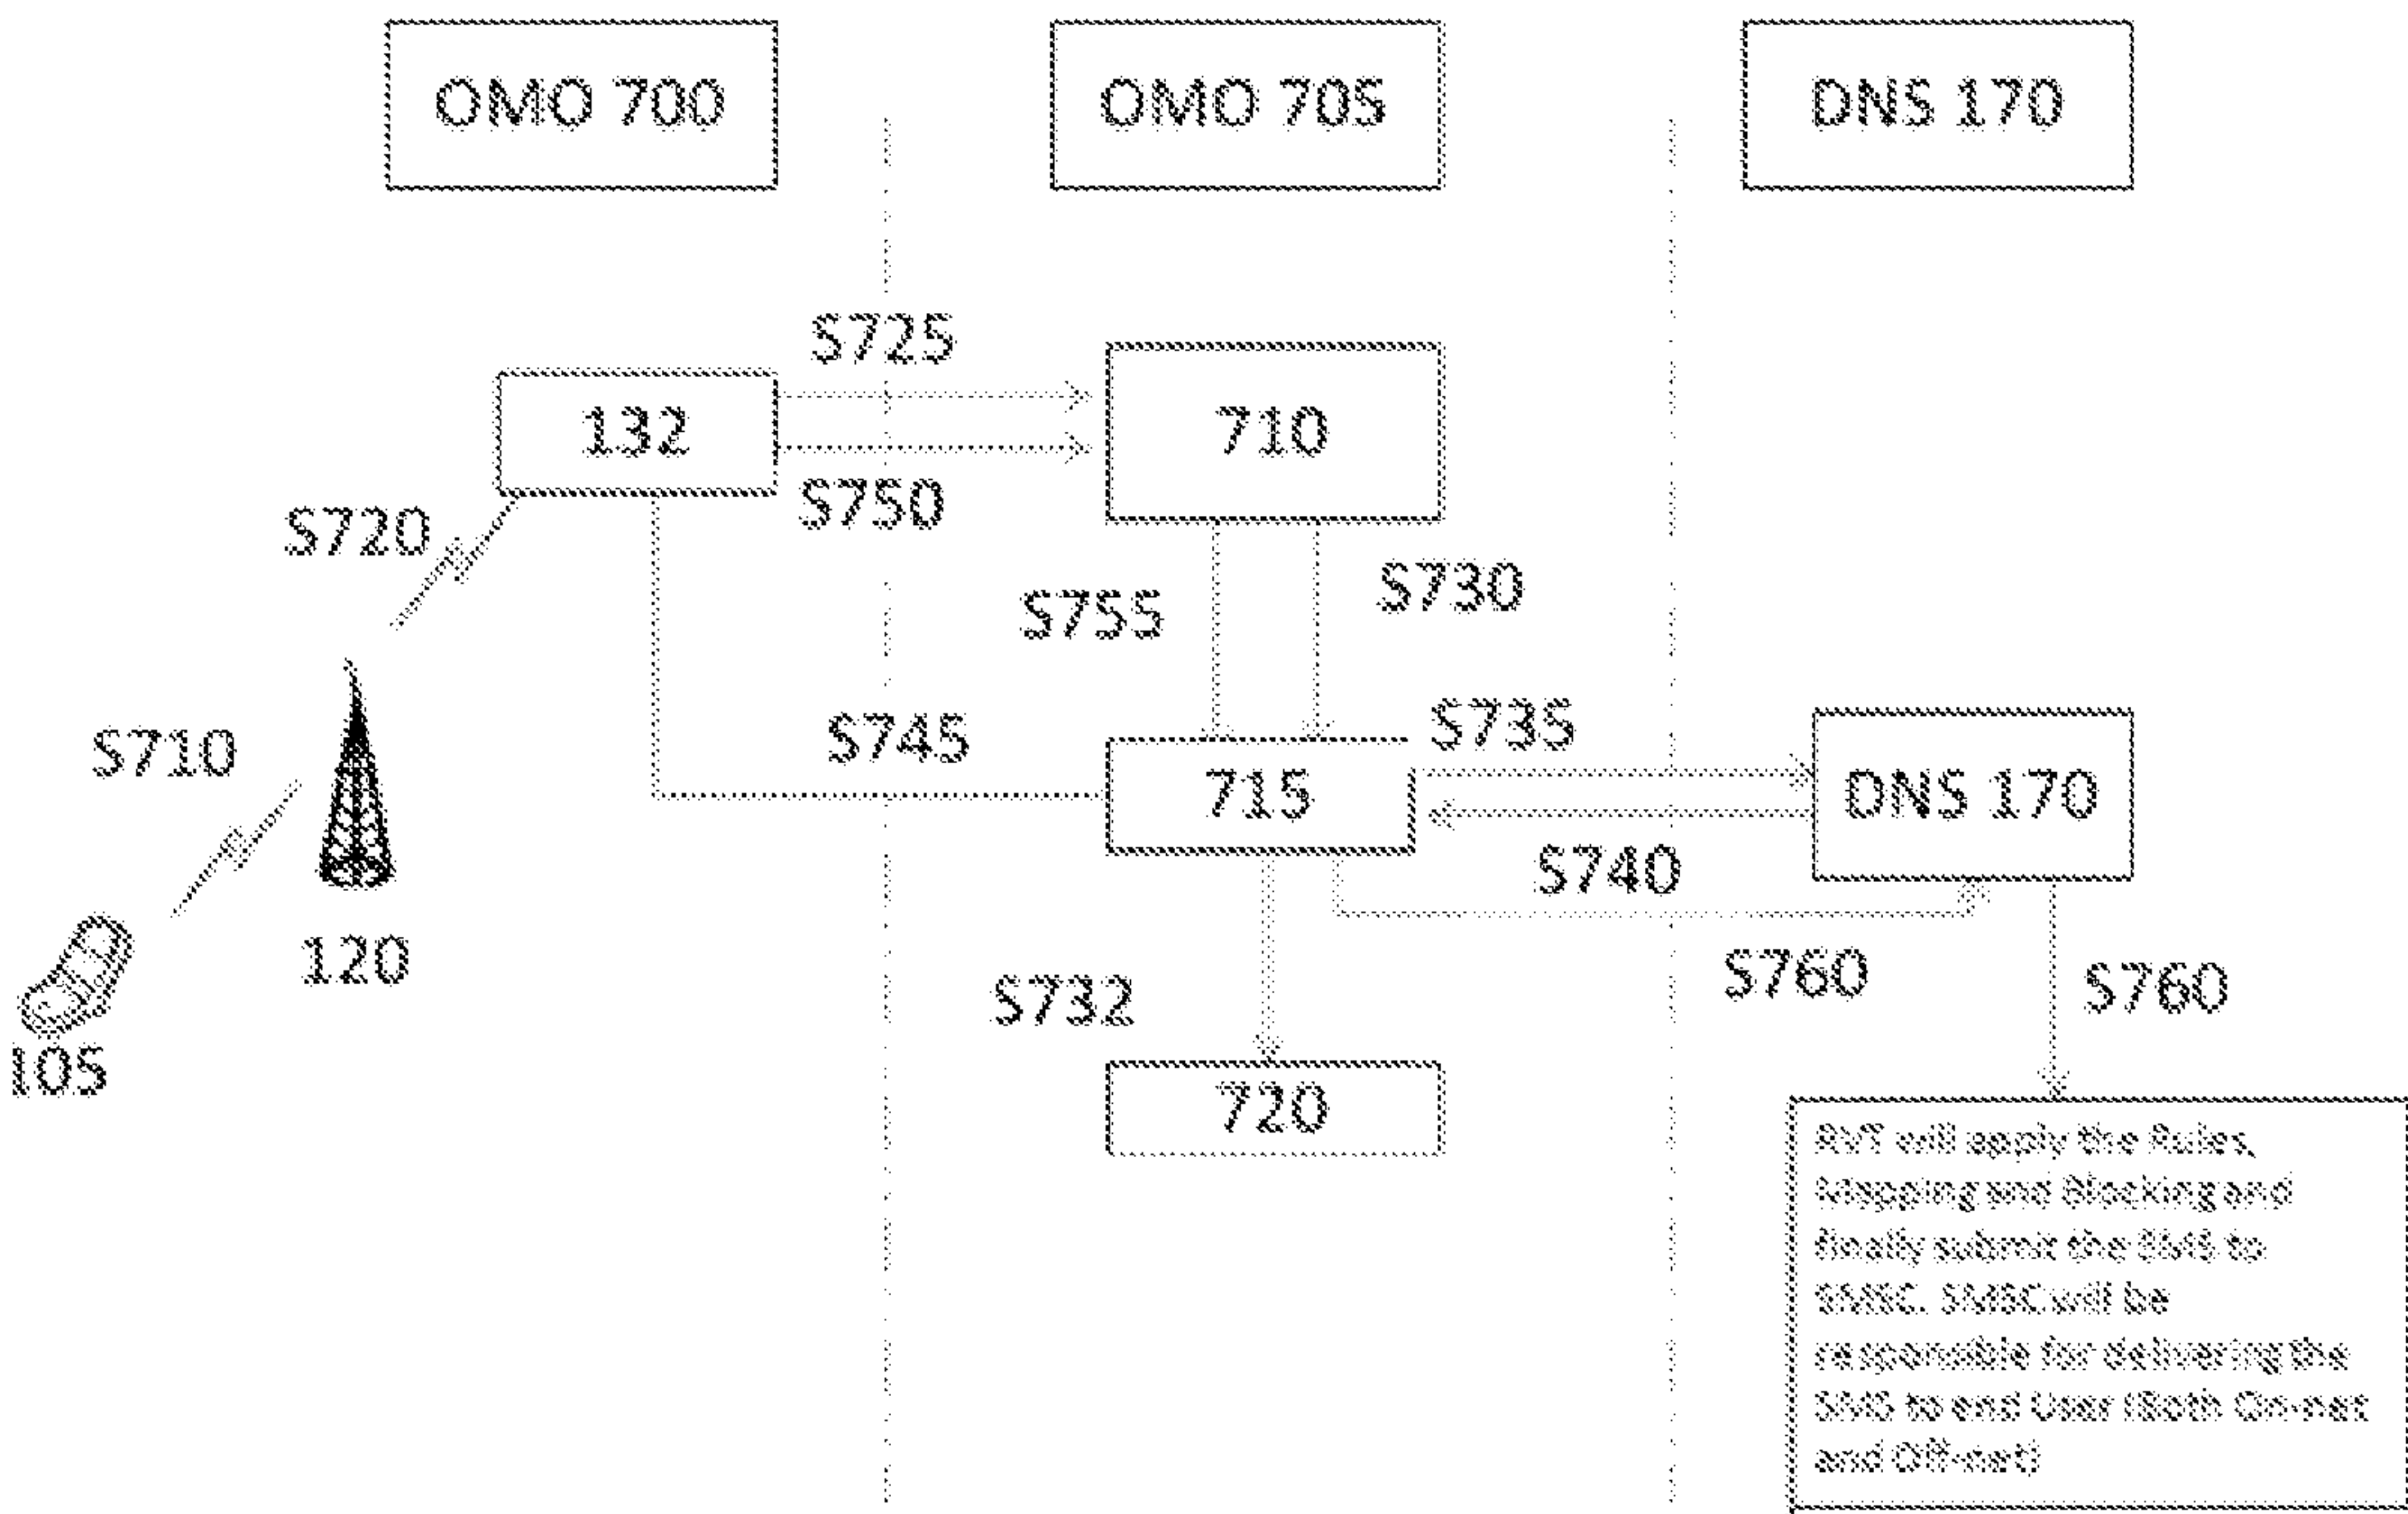 OMO 700
OMO 705
DNS 170
S725
132
710
S750
S720
S755
S730
S710
S745
S735
715
DNS 170
S740
120
S732
S760
S760
105
720
RVT will apply the Rules,
Mapping and Blocking and
finally submit the SMS to
SMSC. SMSC will be
responsible for delivering the
SMS to end User (Both On-net
and Off-net)